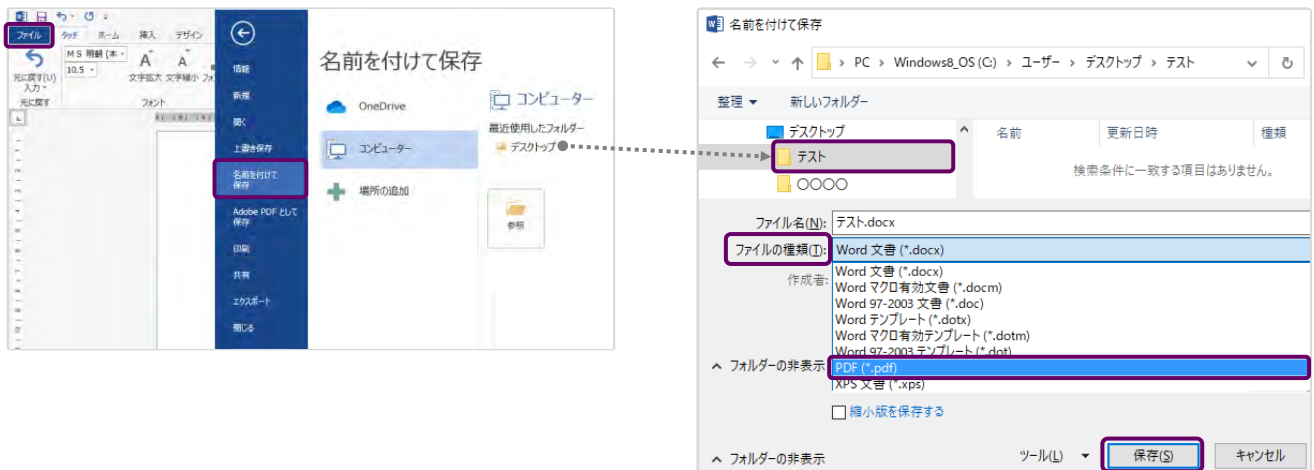 ファイル タッチ ホーム 挿入 デザイン
元に戻す(U)
入力
元に戻す
MS 明朝 (本
10.5
文字拡大 文字縮小
フォント
情報
新規
開く
上書き保存
名前を付けて
保存
Adobe PDF として
保存
印刷
共有
エクスポート
閉じる
名前を付けて保存
OneDrive
コンピューター
場所の追加
コンピューター
最近使用したフォルダー
デスクトップ
参照
名前を付けて保存
PC › Windows8_OS (C:) › ユーザー › デスクトップ › テスト
整理 ▼ 新しいフォルダー
デスクトップ
テスト
〇〇〇〇
名前 更新日時 種類
検索条件に一致する項目はありません。
ファイル名(N): テスト.docx
ファイルの種類(T): Word 文書 (*.docx)
作成者:
Word 文書 (*.docx)
Word マクロ有効文書 (*.docm)
Word 97-2003 文書 (*.doc)
Word テンプレート (*.dotx)
Word マクロ有効テンプレート (*.dotm)
Word 97-2003 テンプレート (*.dot)
フォルダーの非表示
PDF (*.pdf)
XPS 文書 (*.xps)
縮小版を保存する
フォルダーの非表示 ツール(L) ▼ 保存(S) キャンセル